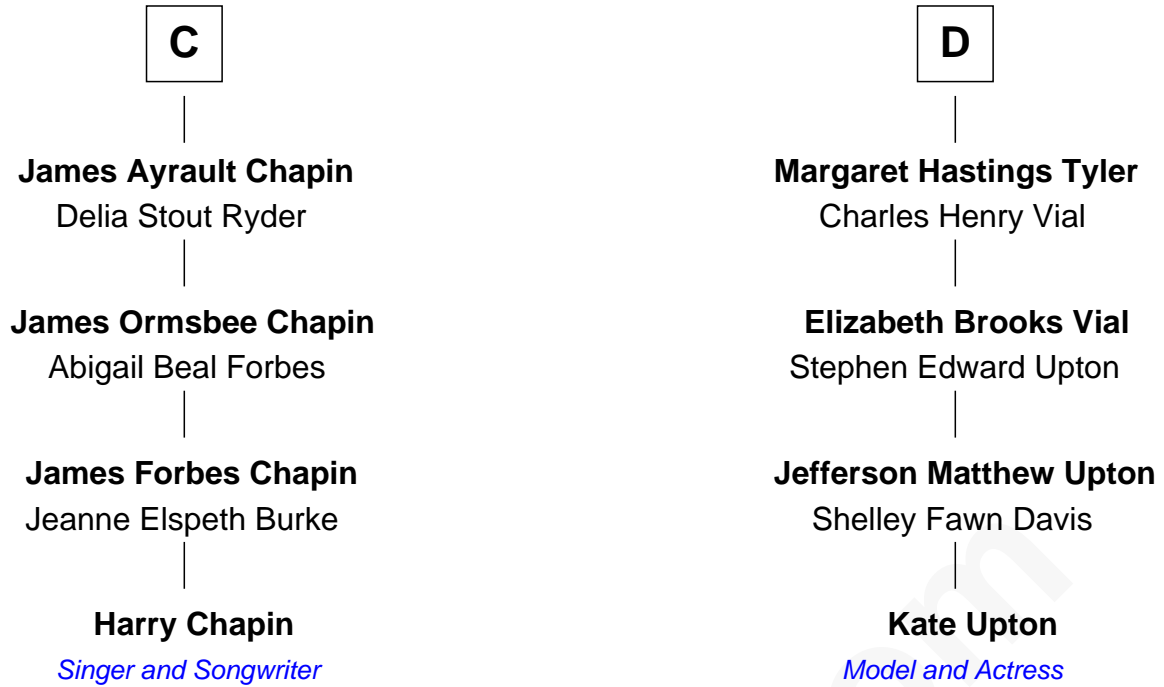 C
D
James Ayrault Chapin
Delia Stout Ryder
Margaret Hastings Tyler
Charles Henry Vial
James Ormsbee Chapin
Abigail Beal Forbes
Elizabeth Brooks Vial
Stephen Edward Upton
James Forbes Chapin
Jeanne Elspeth Burke
Jefferson Matthew Upton
Shelley Fawn Davis
Harry Chapin
Singer and Songwriter
Kate Upton
Model and Actress